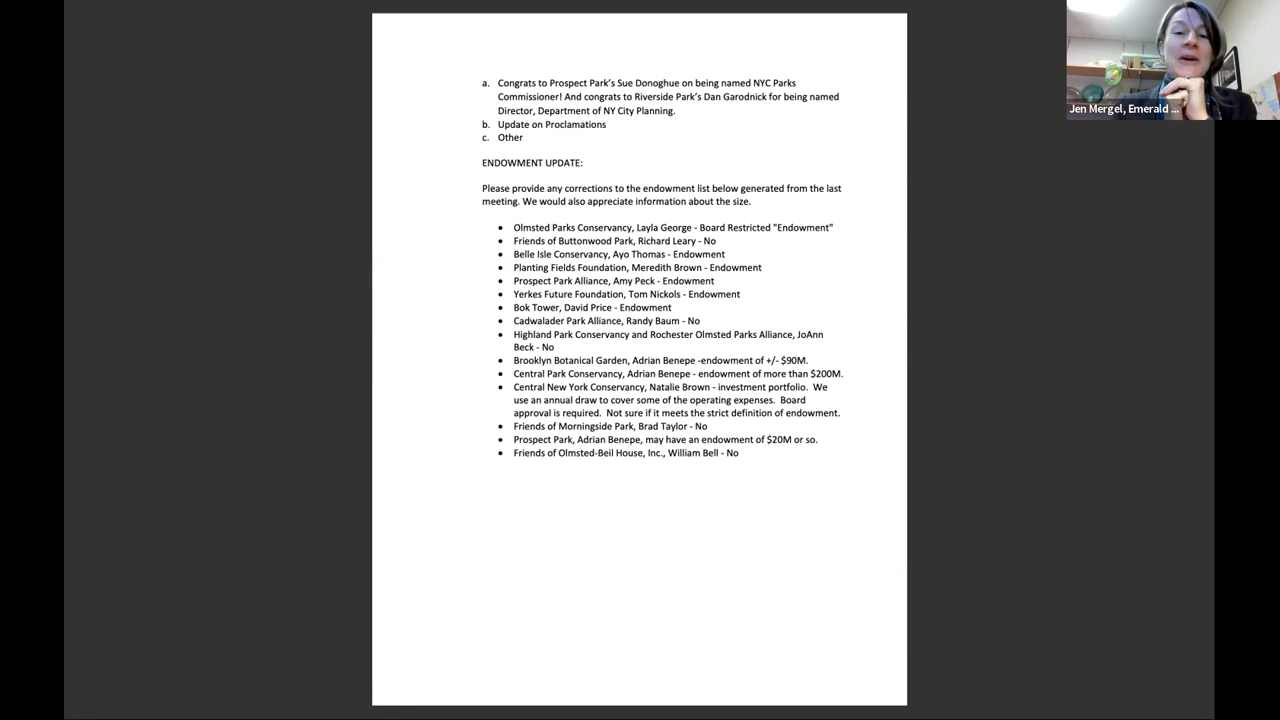 a. Congrats to Prospect Park's Sue Donoghue on being named NYC Parks
Commissioner! And congrats to Riverside Park's Dan Garodnick for being named
Director, Department of NY City Planning.
b. Update on Proclamations
c. Other
ENDOWMENT UPDATE:
Please provide any corrections to the endowment list below generated from the last
meeting. We would also appreciate information about the size.
• Olmsted Parks Conservancy, Layla George - Board Restricted "Endowment"
• Friends of Buttonwood Park, Richard Leary - No
• Belle Isle Conservancy, Ayo Thomas - Endowment
• Planting Fields Foundation, Meredith Brown - Endowment
• Prospect Park Alliance, Amy Peck - Endowment
• Yerkes Future Foundation, Tom Nickols - Endowment
• Bok Tower, David Price - Endowment
• Cadwalader Park Alliance, Randy Baum - No
• Highland Park Conservancy and Rochester Olmsted Parks Alliance, JoAnn
Beck - No
• Brooklyn Botanical Garden, Adrian Benepe -endowment of +/- $90M.
• Central Park Conservancy, Adrian Benepe - endowment of more than $200M.
• Central New York Conservancy, Natalie Brown - investment portfolio.  We
use an annual draw to cover some of the operating expenses.  Board
approval is required.  Not sure if it meets the strict definition of endowment.
• Friends of Morningside Park, Brad Taylor - No
• Prospect Park, Adrian Benepe, may have an endowment of $20M or so.
• Friends of Olmsted-Beil House, Inc., William Bell - No
Jen Mergel, Emerald ...